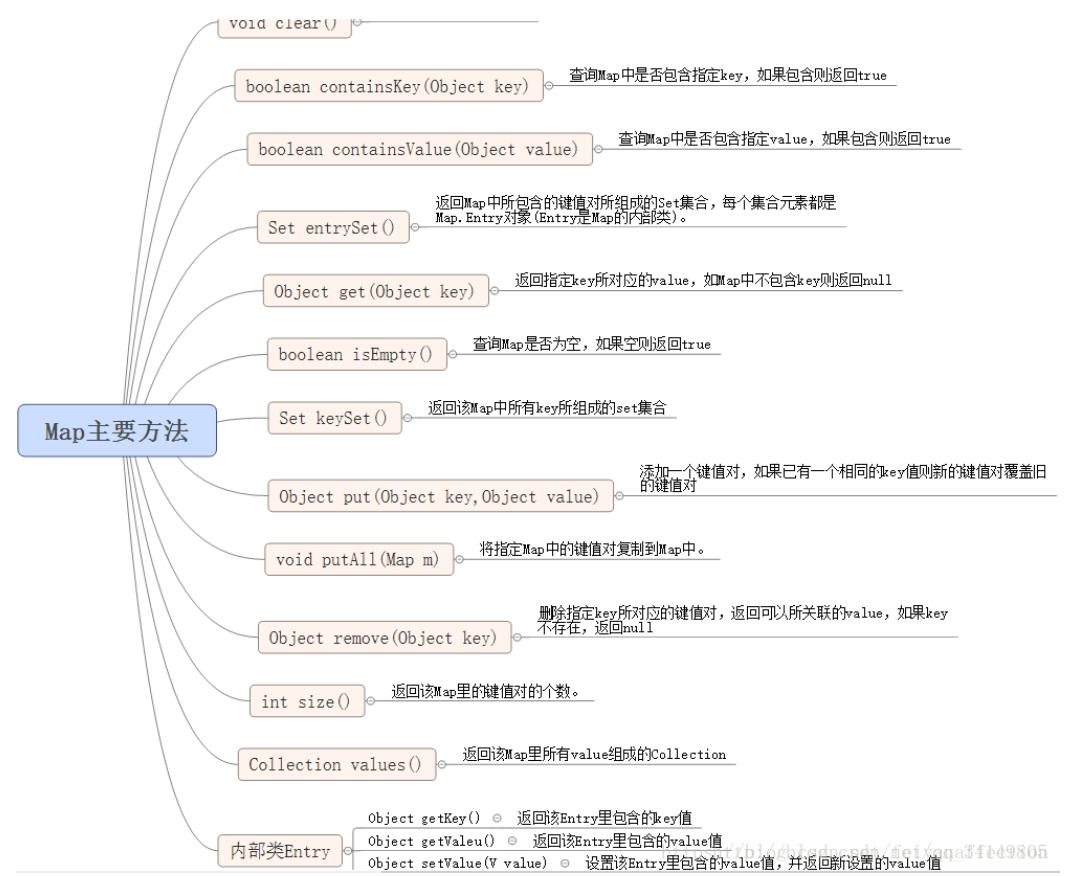 void clear()
boolean containsKey(Object key)
查询Map中是否包含指定key，如果包含则返回true
boolean containsValue(Object value)
查询Map中是否包含指定value，如果包含则返回true
Set entrySet()
返回Map中所包含的键值对所组成的Set集合，每个集合元素都是
Map.Entry对象(Entry是Map的内部类)。
Object get(Object key)
返回指定key所对应的value，如Map中不包含key则返回null
boolean isEmpty()
查询Map是否为空，如果空则返回true
Set keySet()
返回该Map中所有key所组成的set集合
Map主要方法
Object put(Object key,Object value)
添加一个键值对，如果已有一个相同的key值则新的键值对覆盖旧
的键值对
void putAll(Map m)
将指定Map中的键值对复制到Map中。
Object remove(Object key)
删除指定key所对应的键值对，返回可以所关联的value，如果key
不存在，返回null
int size()
返回该Map里的键值对的个数。
Collection values()
返回该Map里所有value组成的Collection
内部类Entry
Object getKey()
返回该Entry里包含的key值
Object getValeu()
返回该Entry里包含的value值
Object setValue(V value)
设置该Entry里包含的value值，并返回新设置的value值